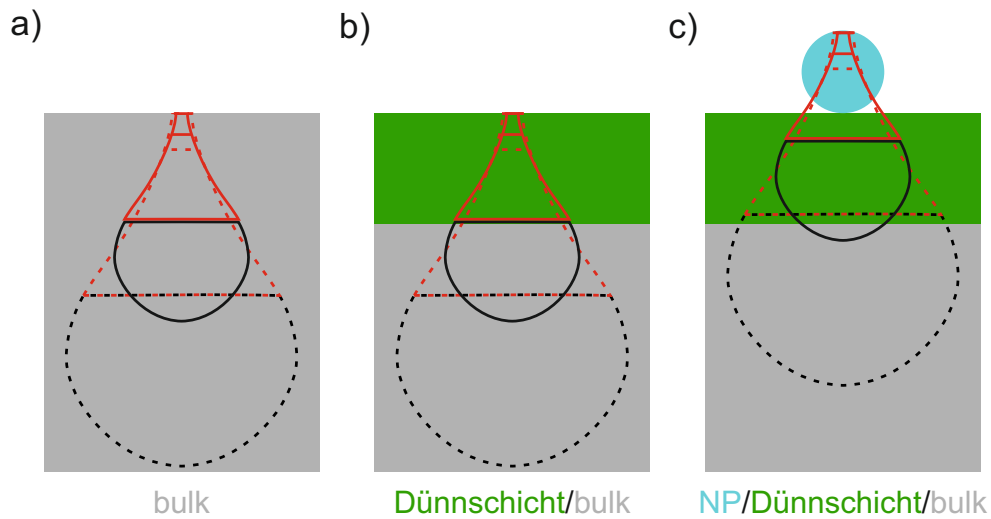 a)
b)
c)
bulk
Dünnschicht/bulk
NP/Dünnschicht/bulk